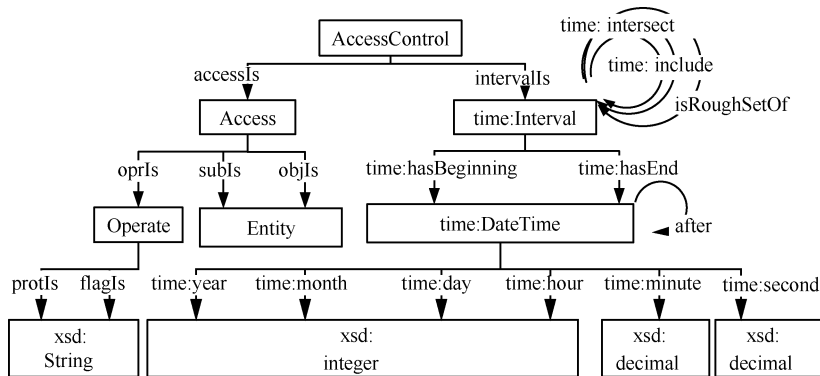 time: intersect
AccessControl
time: include
accessIs
intervalIs
isRoughSetOf
Access
time:Interval
oprIs
subIs
objIs
time:hasBeginning
time:hasEnd
Operate
Entity
time:DateTime
after
protIs
flagIs
time:year
time:month
time:day
time:hour
time:minute
time:second
xsd:
String
xsd:
integer
xsd:
decimal
xsd:
decimal